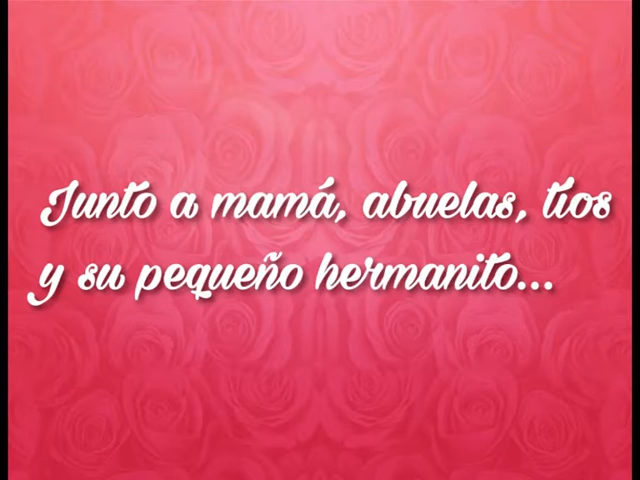 Junto a mamá, abuelas, tíos
y su pequeño hermanito...